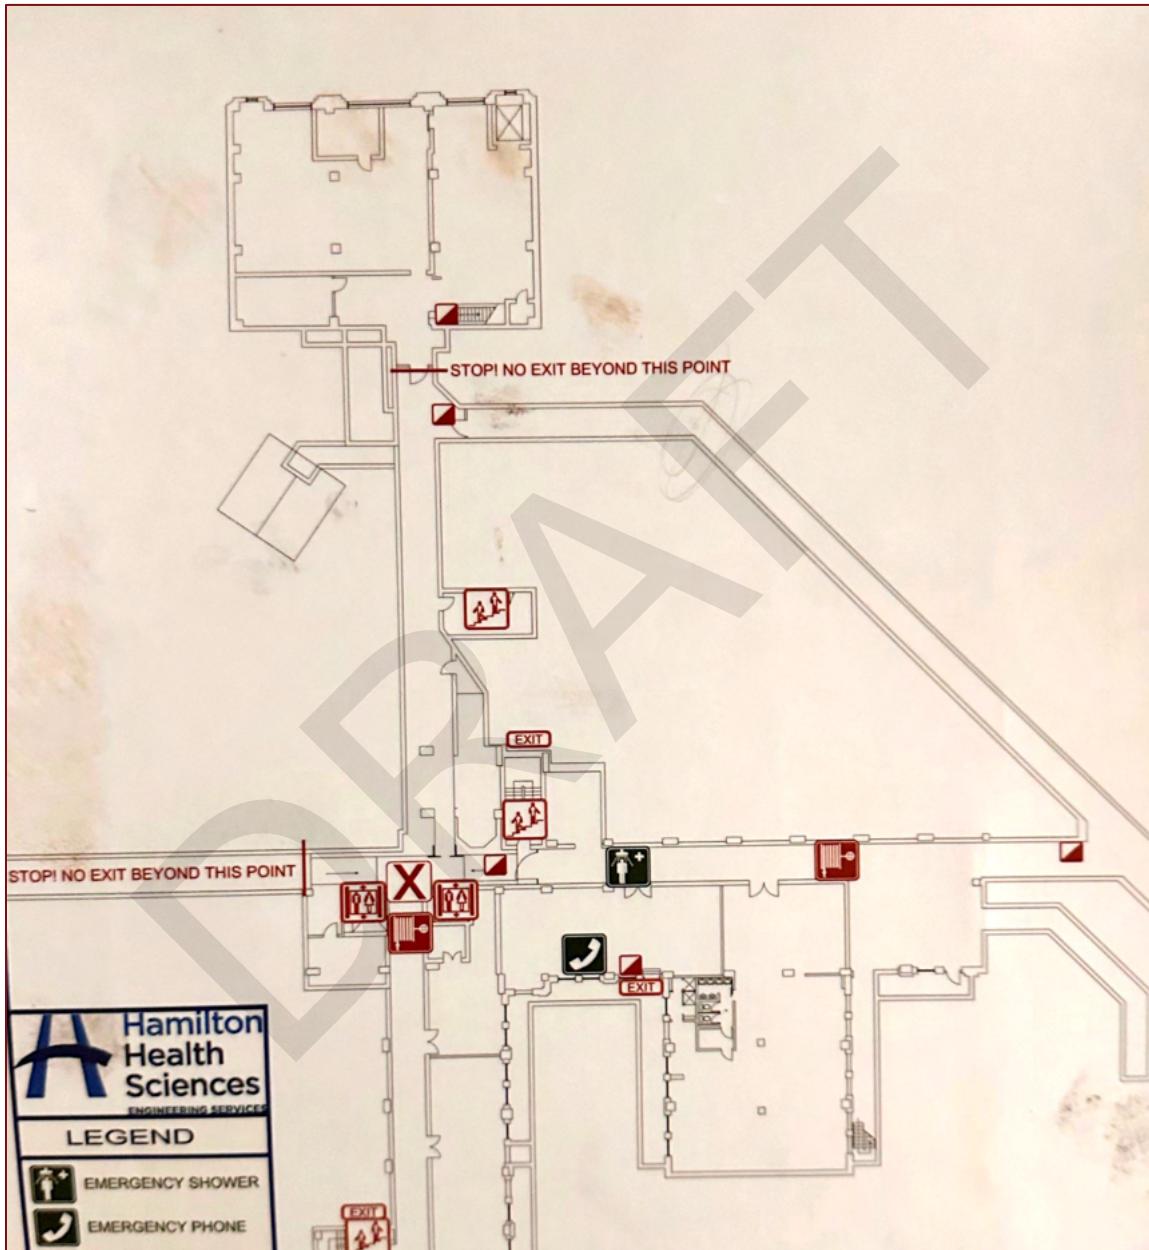 STOP! NO EXIT BEYOND THIS POINT
EXIT
STOP! NO EXIT BEYOND THIS POINT
X
EXIT
Hamilton
Health
Sciences
ENGINEERING SERVICES
LEGEND
EMERGENCY SHOWER
EMERGENCY PHONE
EXIT
DRAFT